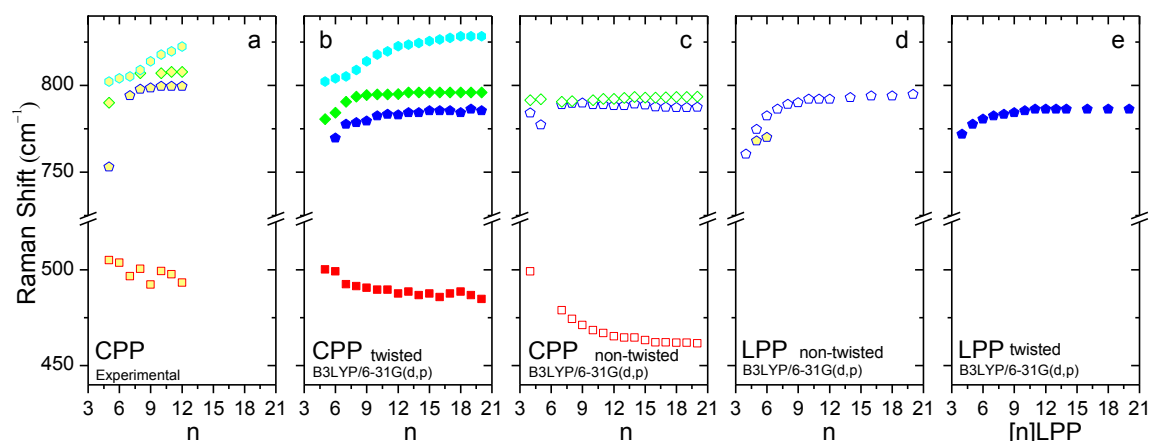 a b c d e
800
750
500
450
Raman Shift (cm⁻¹)
CPP
Experimental
CPP twisted
B3LYP/6-31G(d,p)
CPP non-twisted
B3LYP/6-31G(d,p)
LPP non-twisted
B3LYP/6-31G(d,p)
LPP twisted
B3LYP/6-31G(d,p)
3 6 9 12 15 18 21 3 6 9 12 15 18 21 3 6 9 12 15 18 21 3 6 9 12 15 18 21 3 6 9 12 15 18 21
n n n n [n]LPP